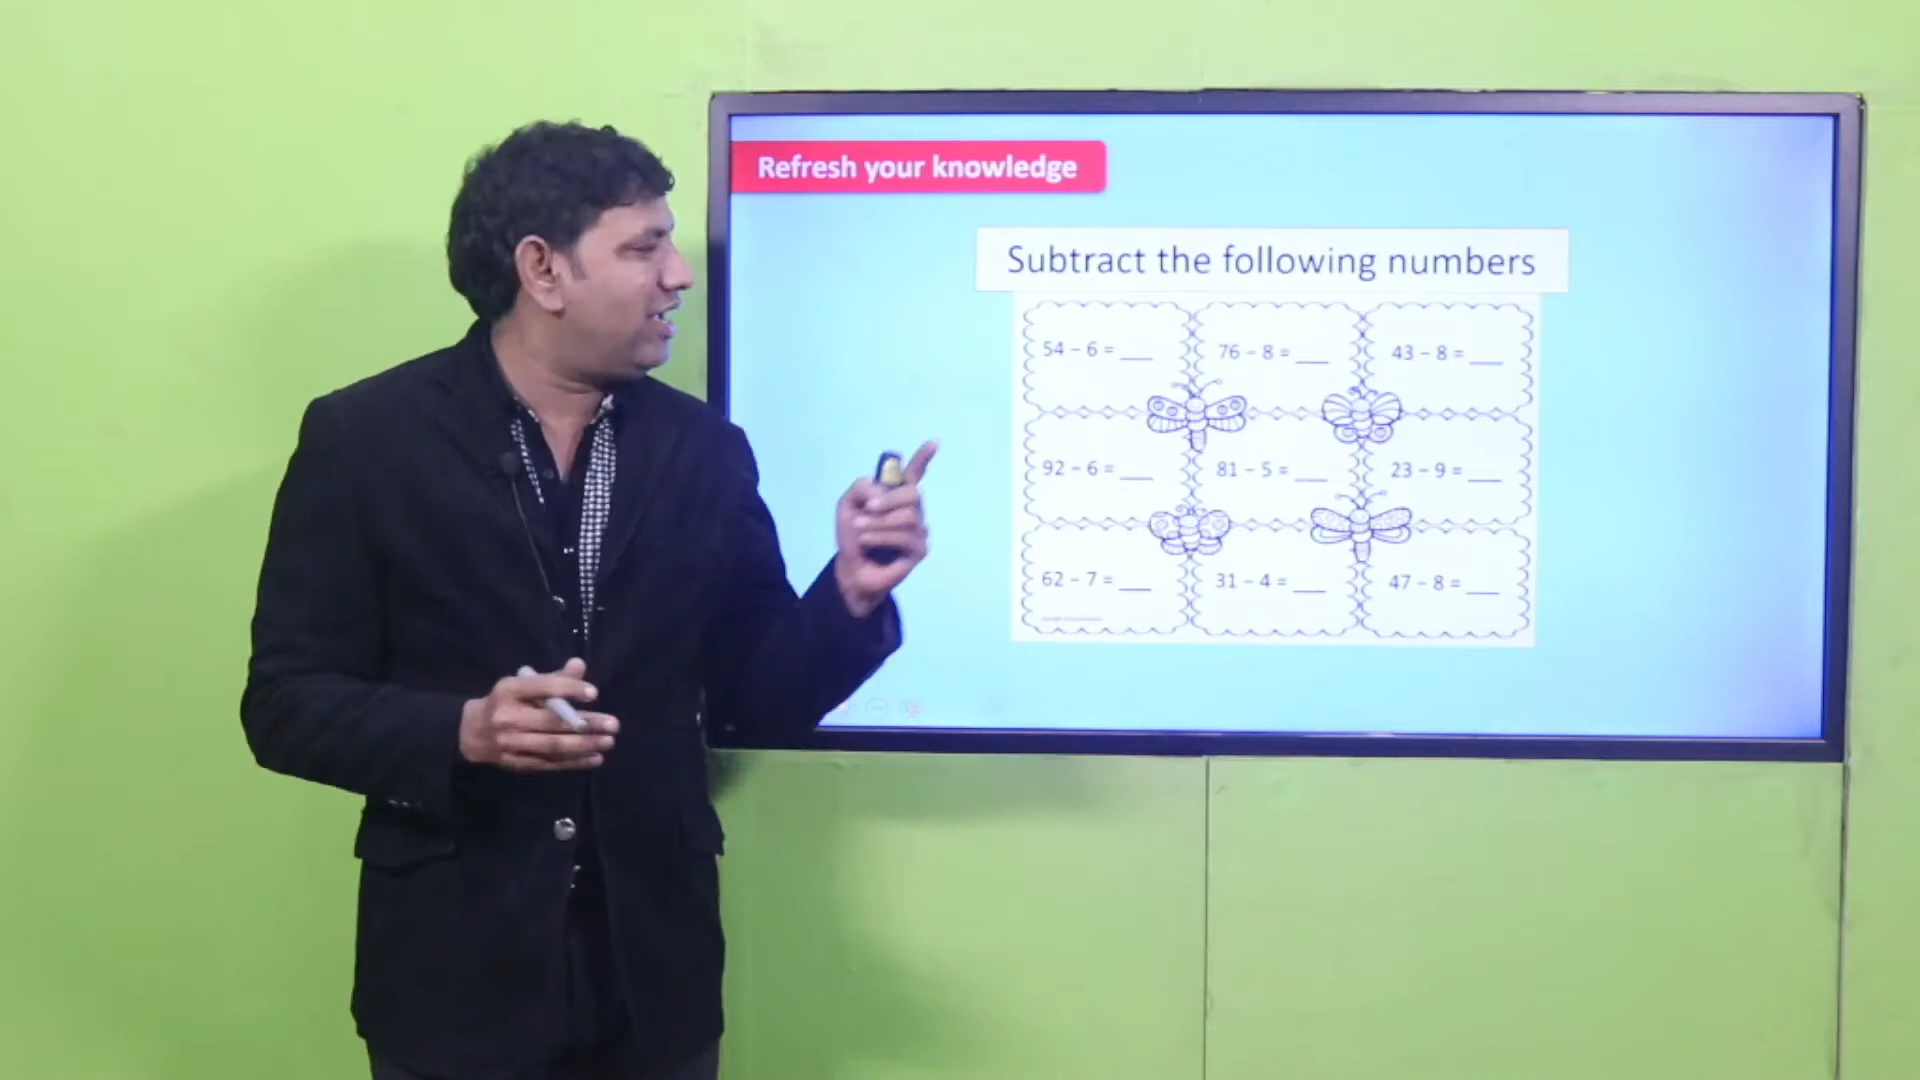 Refresh your knowledge
Subtract the following numbers
54 – 6 = ___
76 – 8 = ___
43 – 8 = ___
92 – 6 = ___
81 – 5 = ___
23 – 9 = ___
62 – 7 = ___
31 – 4 = ___
47 – 8 = ___